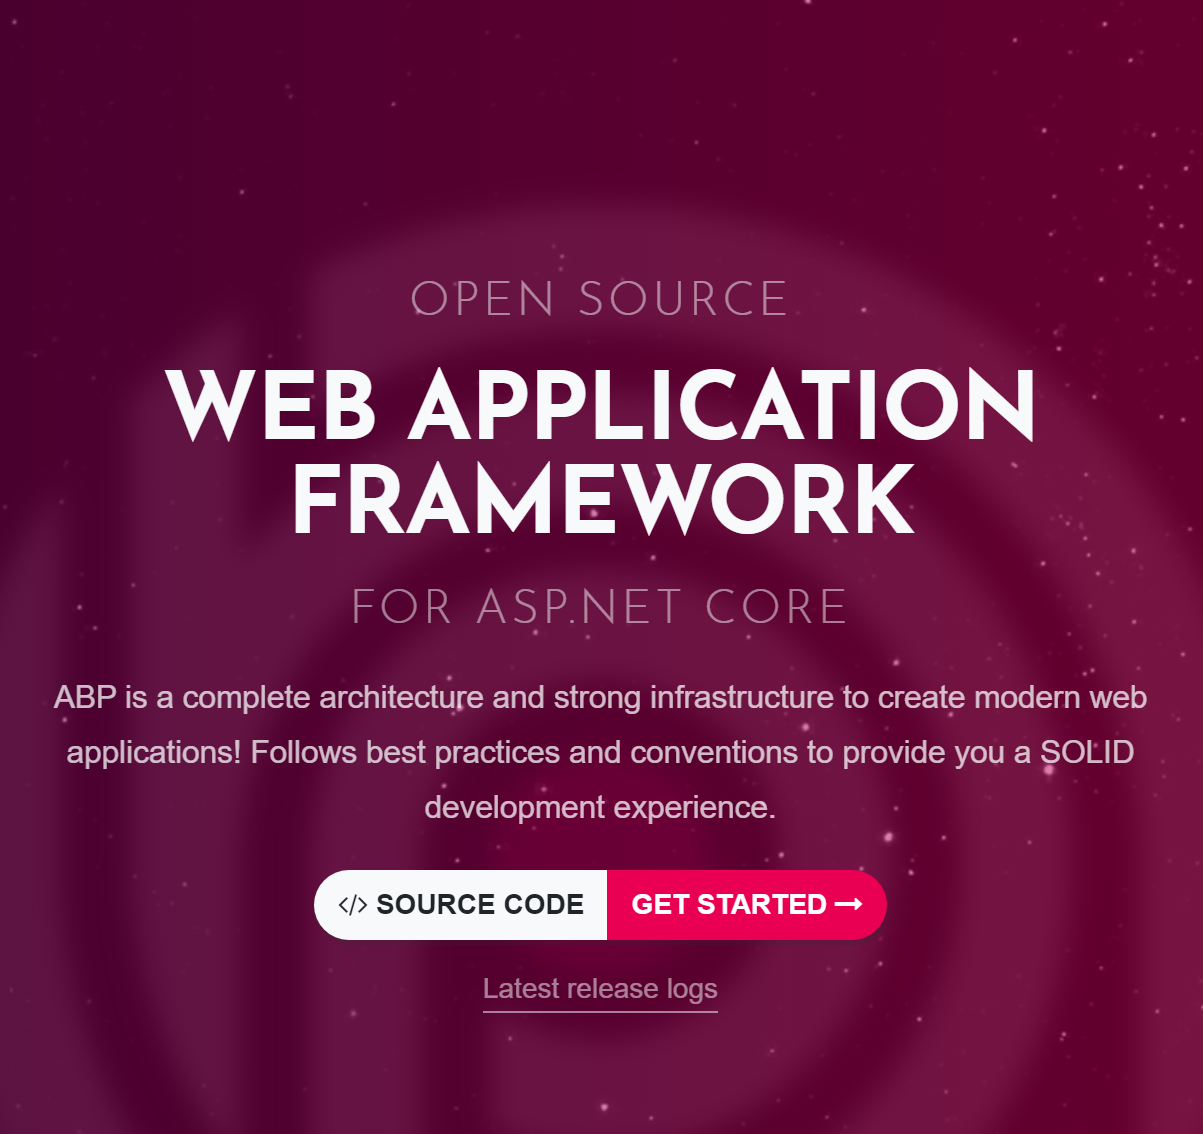 OPEN SOURCE
WEB APPLICATION
FRAMEWORK
FOR ASP.NET CORE
ABP is a complete architecture and strong infrastructure to create modern web
applications! Follows best practices and conventions to provide you a SOLID
development experience.
</> SOURCE CODE GET STARTED →
Latest release logs